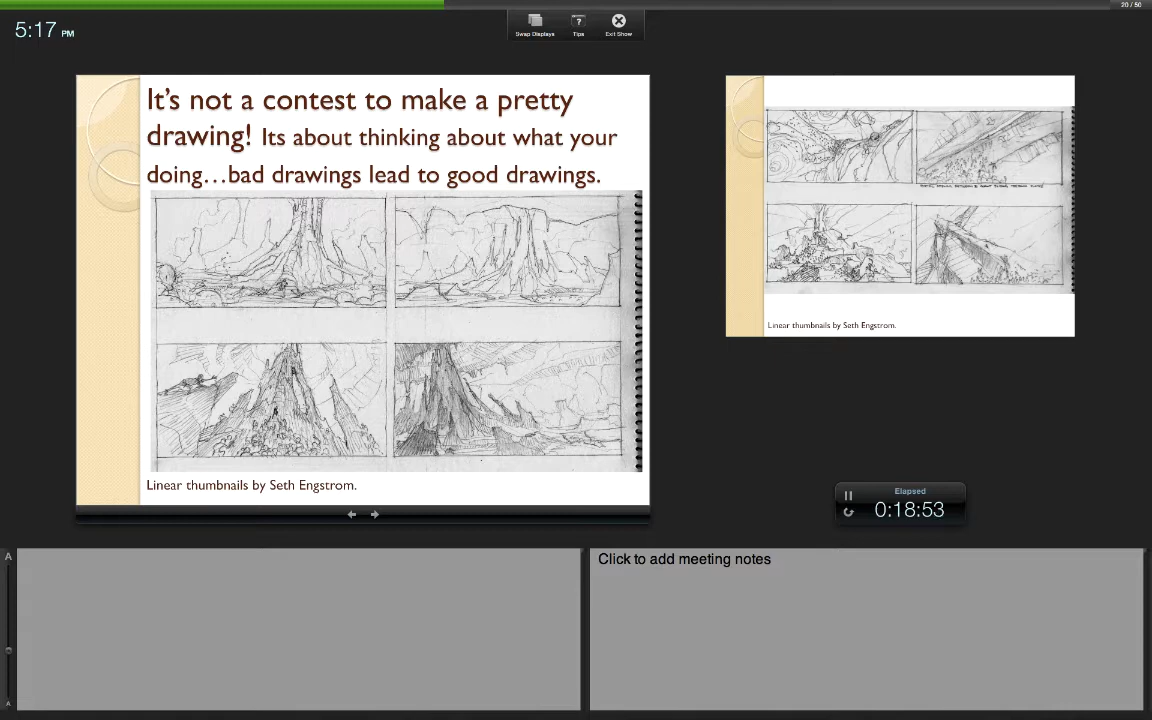 20 / 50
5:17 PM
Swap Displays
Tips
Exit Show
It's not a contest to make a pretty
drawing! Its about thinking about what your
doing...bad drawings lead to good drawings.
Linear thumbnails by Seth Engstrom.
Linear thumbnails by Seth Engstrom.
Elapsed
0:18:53
A
A
Click to add meeting notes